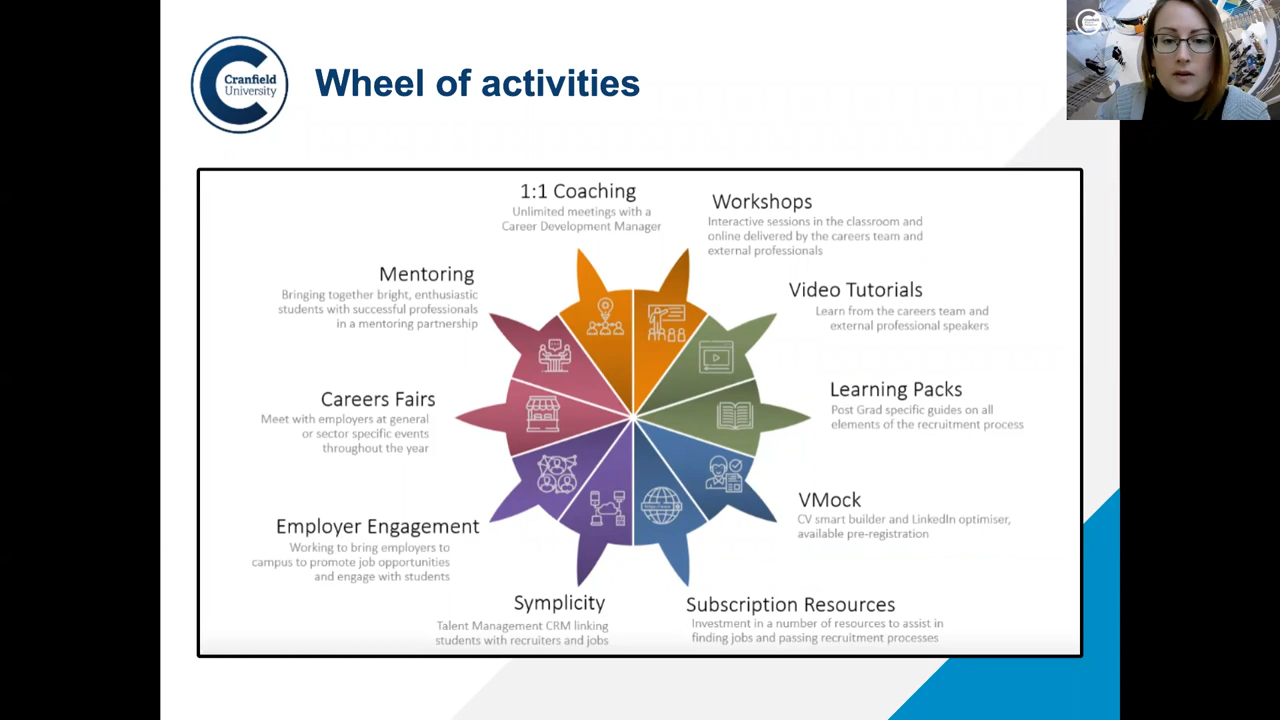 Cranfield
University
Wheel of activities
Cranfield
1:1 Coaching
Unlimited meetings with a
Career Development Manager
Workshops
Interactive sessions in the classroom and
online delivered by the careers team and
external professionals
Video Tutorials
Learn from the careers team and
external professional speakers
Learning Packs
Post Grad specific guides on all
elements of the recruitment process
VMock
CV smart builder and LinkedIn optimiser,
available pre-registration
Subscription Resources
Investment in a number of resources to assist in
finding jobs and passing recruitment processes
Symplicity
Talent Management CRM linking
students with recruiters and jobs
Employer Engagement
Working to bring employers to
campus to promote job opportunities
and engage with students
Careers Fairs
Meet with employers at general
or sector specific events
throughout the year
Mentoring
Bringing together bright, enthusiastic
students with successful professionals
in a mentoring partnership